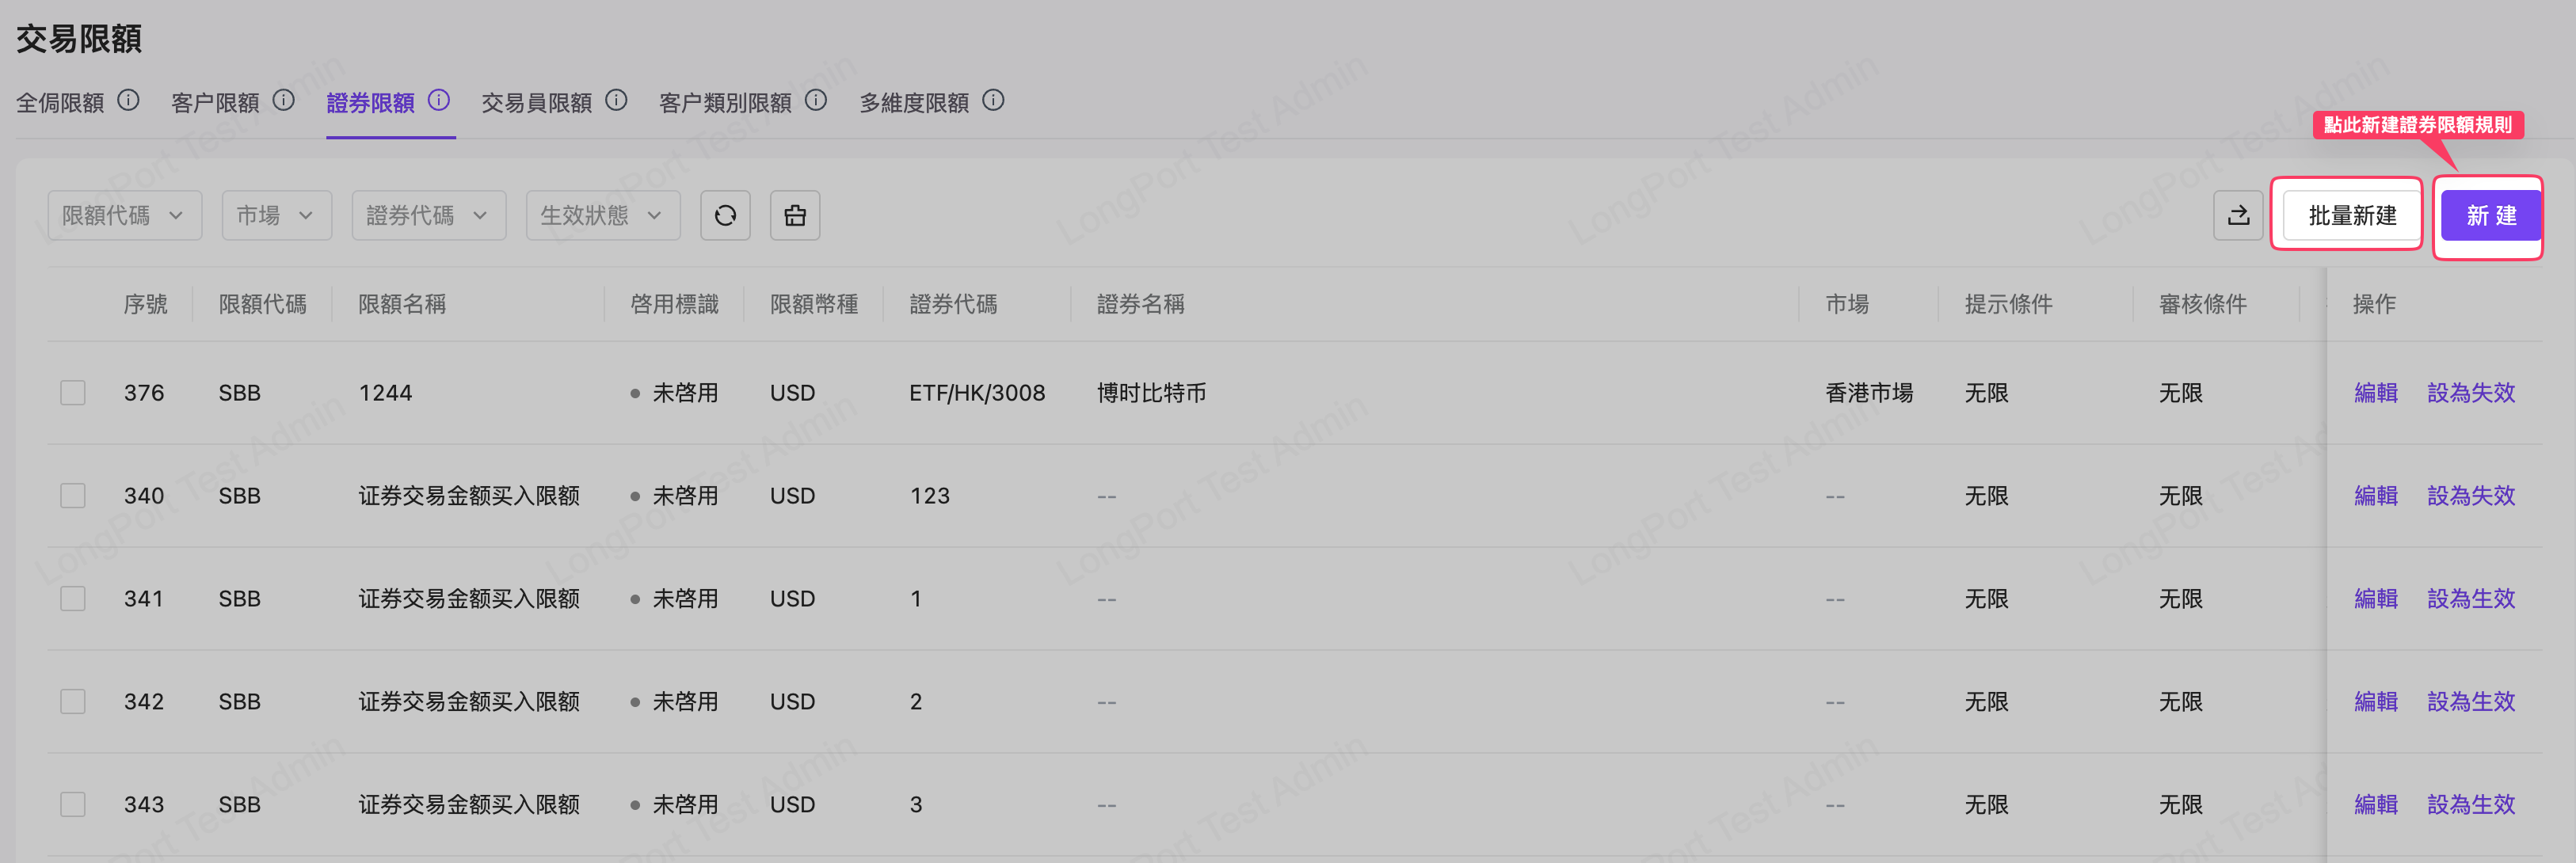 交易限額
全侷限額 客户限額 證券限額 交易員限額 客户類別限額 多維度限額
點此新建證券限額規則
限額代碼 市場 證券代碼 生效狀態 批量新建 新 建
序號 限額代碼 限額名稱 啓用標識 限額幣種 證券代碼 證券名稱 市場 提示條件 審核條件 操作
376 SBB 1244 未啓用 USD ETF/HK/3008 博时比特币 香港市場 无限 无限 編輯 設為失效
340 SBB 证券交易金额买入限额 未啓用 USD 123 -- -- 无限 无限 編輯 設為失效
341 SBB 证券交易金额买入限额 未啓用 USD 1 -- -- 无限 无限 編輯 設為生效
342 SBB 证券交易金额买入限额 未啓用 USD 2 -- -- 无限 无限 編輯 設為生效
343 SBB 证券交易金额买入限额 未啓用 USD 3 -- -- 无限 无限 編輯 設為生效
LongPort Test Admin